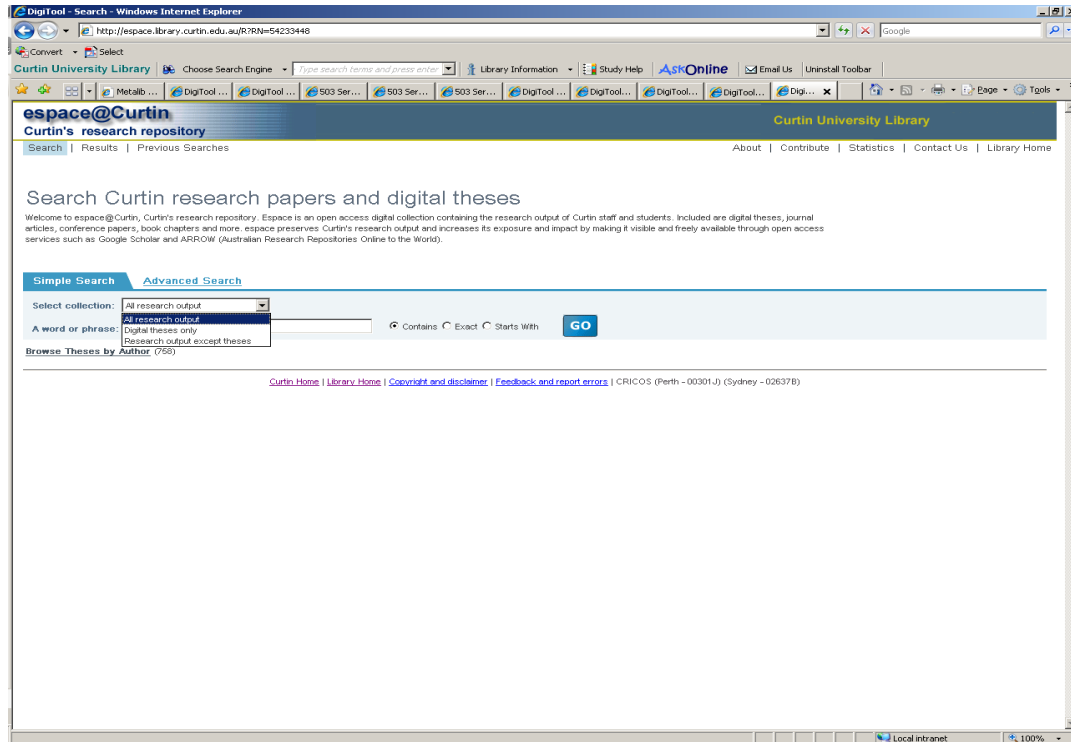 DigiTool - Search - Windows Internet Explorer
http://espace.library.curtin.edu.au/R?RN=54233448
Google
Convert Select
Curtin University Library Choose Search Engine Type search terms and press enter Library Information Study Help AskOnline Email Us Uninstall Toolbar
Metalib ... DigiTool ... DigiTool ... 503 Ser... 503 Ser... 503 Ser... DigiTool ... DigiTool... DigiTool... DigiTool... Digi... Page Tools
espace@Curtin
Curtin's research repository
Curtin University Library
Search | Results | Previous Searches
About | Contribute | Statistics | Contact Us | Library Home
Search Curtin research papers and digital theses
Welcome to espace@Curtin, Curtin's research repository. Espace is an open access digital collection containing the research output of Curtin staff and students. Included are digital theses, journal
articles, conference papers, book chapters and more. espace preserves Curtin's research output and increases its exposure and impact by making it visible and freely available through open access
services such as Google Scholar and ARROW (Australian Research Repositories Online to the World).
Simple Search Advanced Search
Select collection: All research output
All research output
A word or phrase: Digital theses only Contains Exact Starts With GO
Research output except theses
Browse Theses by Author (758)
Curtin Home | Library Home | Copyright and disclaimer | Feedback and report errors | CRICOS (Perth - 00301J) (Sydney - 02637B)
Local intranet 100%